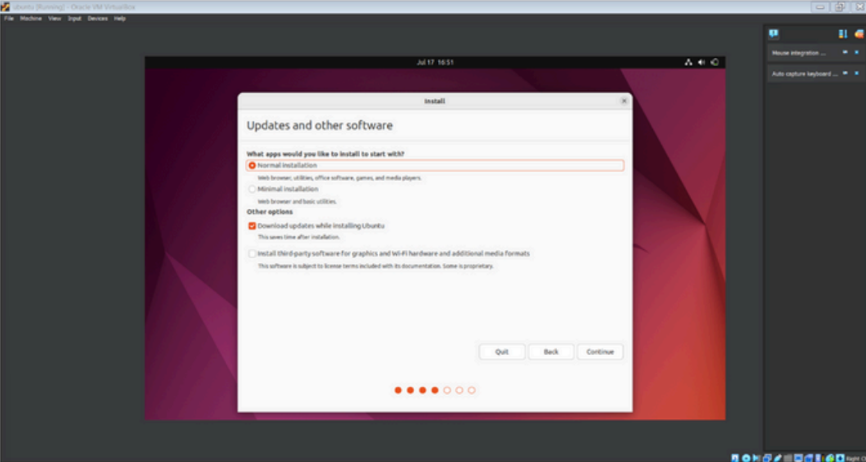 ubuntu [Running] - Oracle VM VirtualBox
File Machine View Input Devices Help
Jul 17 16:51
Mouse integration ...
Auto capture keyboard ...
Install
Updates and other software
What apps would you like to install to start with?
Normal installation
Web browser, utilities, office software, games, and media players.
Minimal installation
Web browser and basic utilities.
Other options
Download updates while installing Ubuntu
This saves time after installation.
Install third-party software for graphics and Wi-Fi hardware and additional media formats
This software is subject to license terms included with its documentation. Some is proprietary.
Quit Back Continue
Right